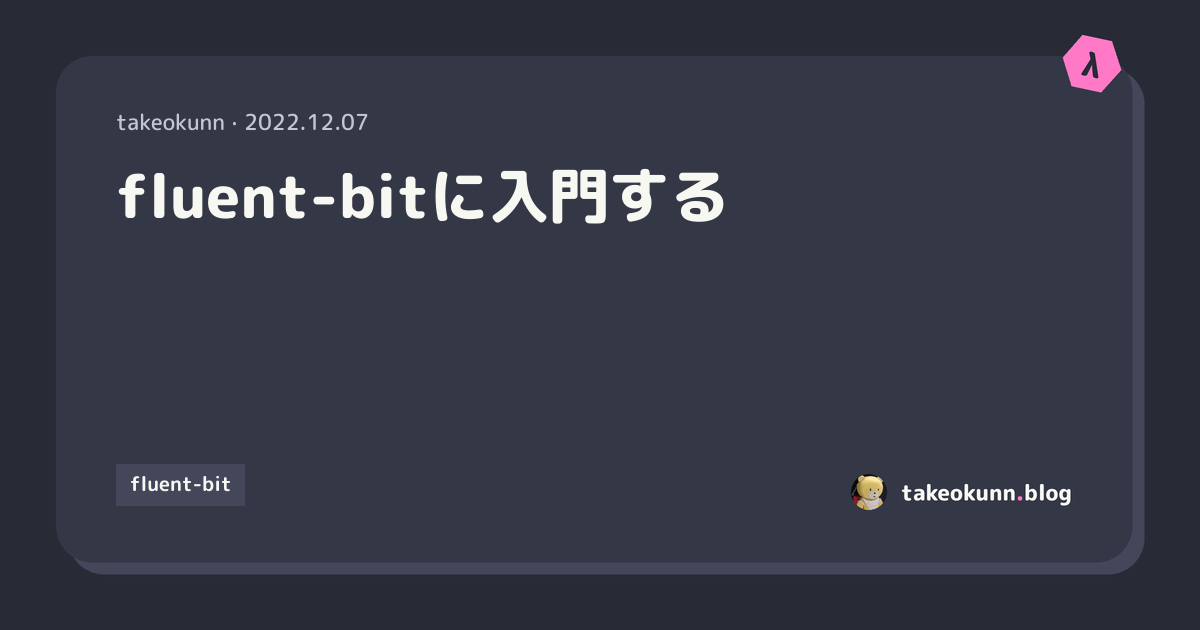 λ
takeokunn · 2022.12.07
fluent-bitに入門する
fluent-bit
takeokunn.blog